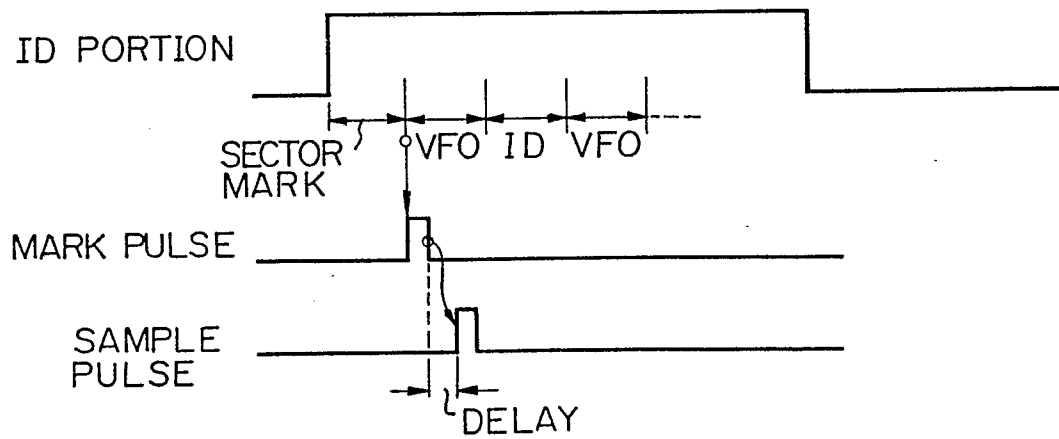 ID PORTION
SECTOR
MARK
VFO
ID
VFO
MARK PULSE
SAMPLE
PULSE
DELAY